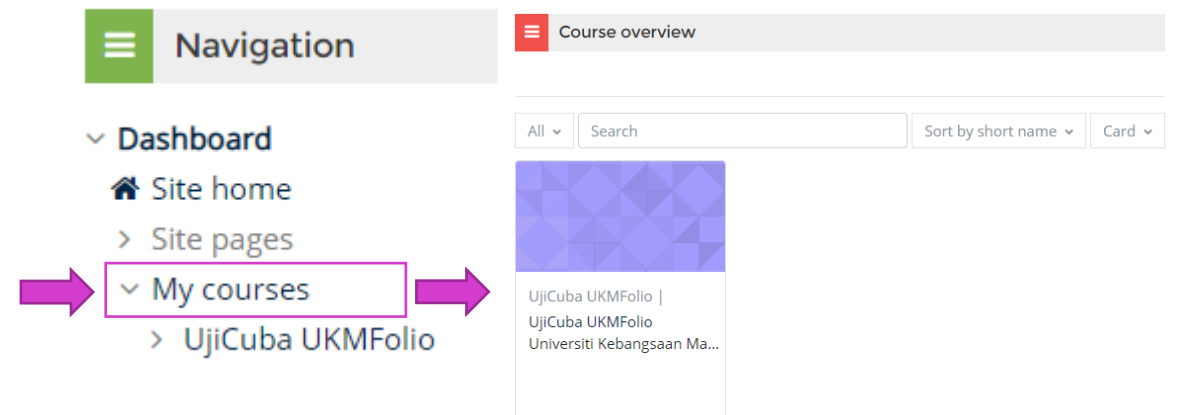 Navigation
Dashboard
Site home
Site pages
My courses
UjiCuba UKMFolio
Course overview
All
Search
Sort by short name
Card
UjiCuba UKMFolio |
UjiCuba UKMFolio
Universiti Kebangsaan Ma...